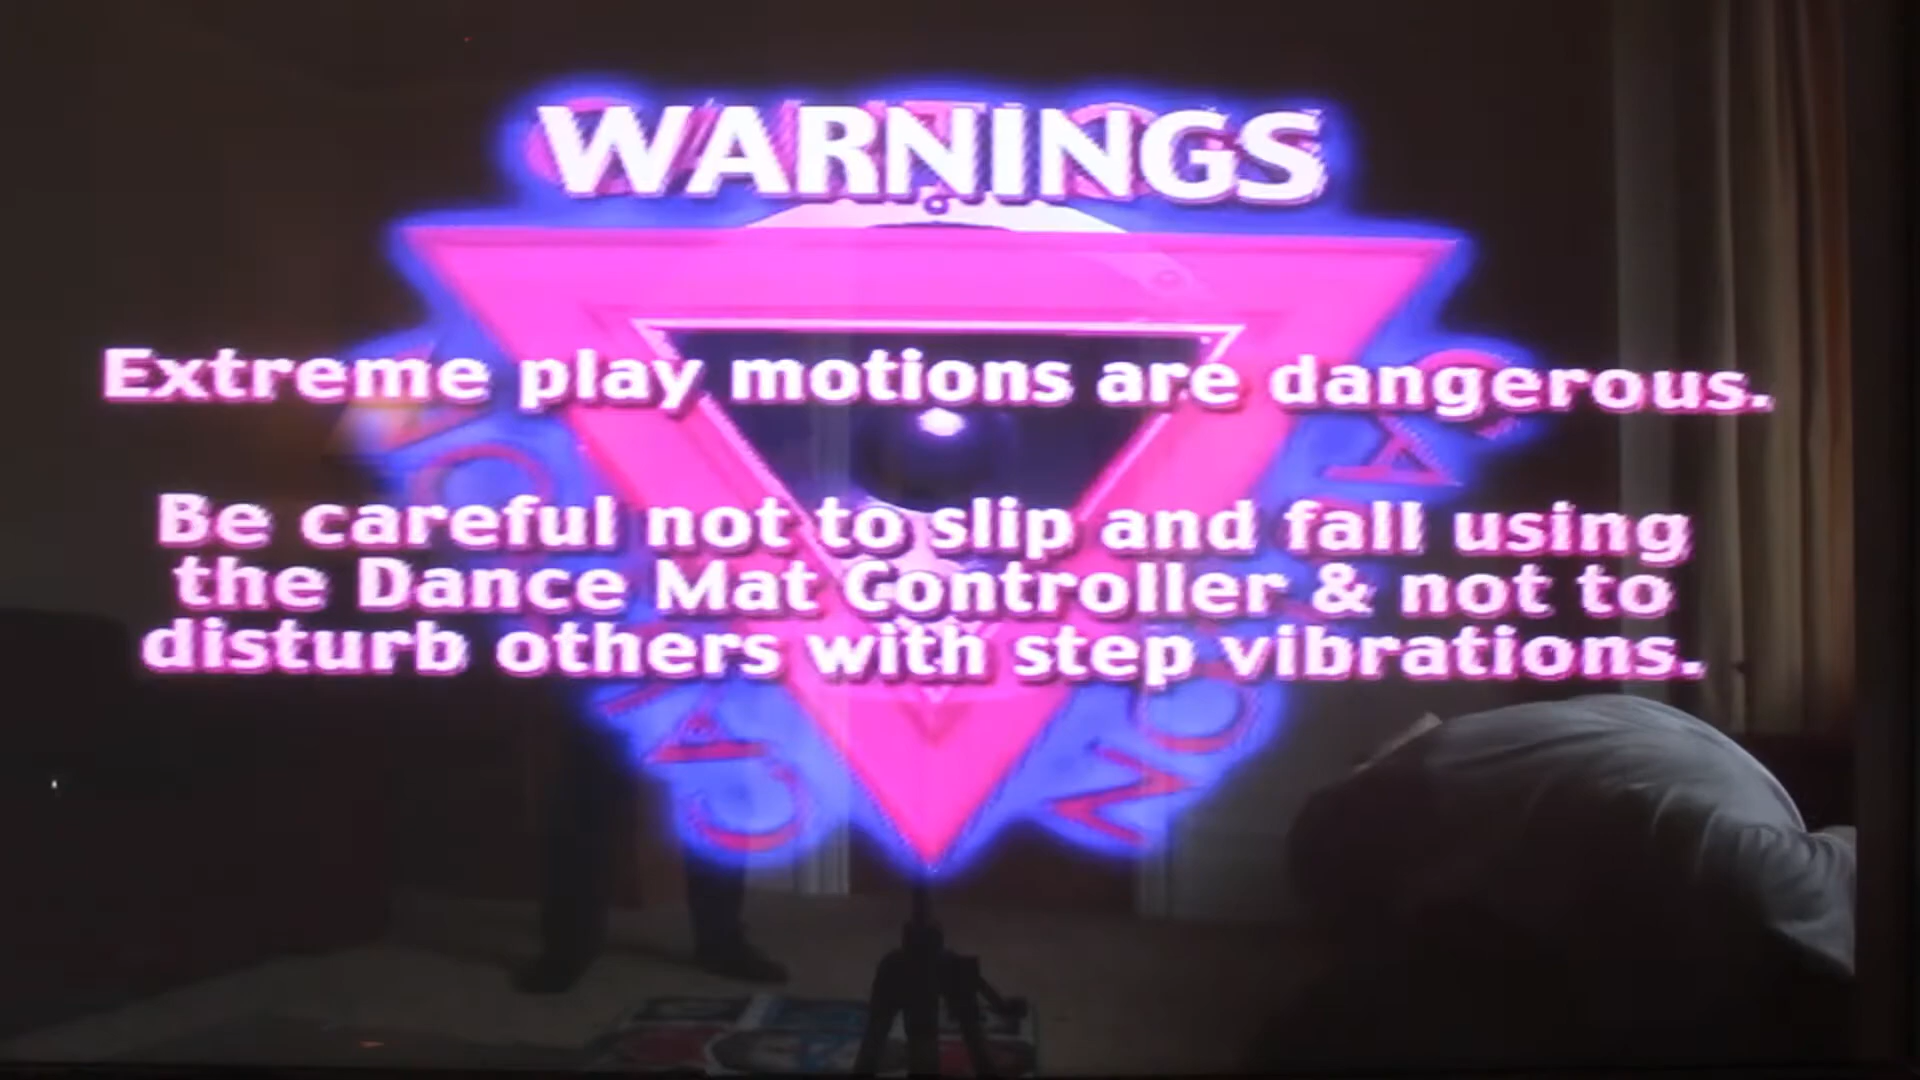 WARNINGS
Extreme play motions are dangerous.
Be careful not to slip and fall using
the Dance Mat Controller & not to
disturb others with step vibrations.